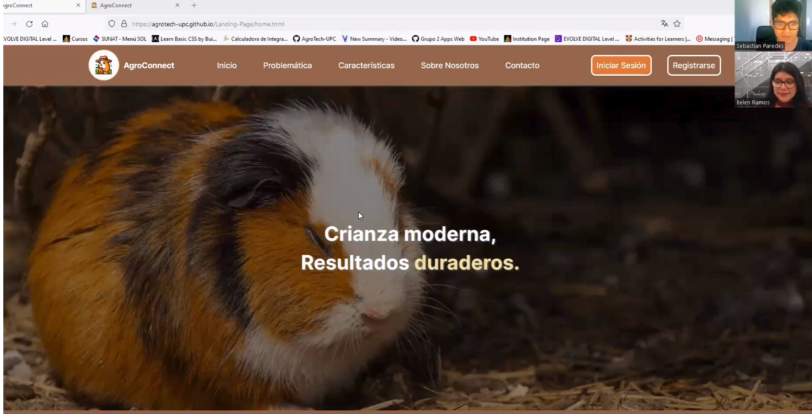 groConnect
AgroConnect
https://agrotech-upc.github.io/Landing-Page/home.html
VOLVE DIGITAL Level ...
Cursos
SUNAT - Menú SOL
Learn Basic CSS by Bui...
Calculadora de Integra...
AgroTech-UPC
New Summary - Video...
Grupo 2 Apps Web
YouTube
Institution Page
EVOLVE DIGITAL Level ...
Activities for Learners |...
Messaging |
Sebastian Paredes
Belen Ramos
AgroConnect
Inicio
Problemática
Características
Sobre Nosotros
Contacto
Iniciar Sesión
Registrarse
Crianza moderna,
Resultados duraderos.